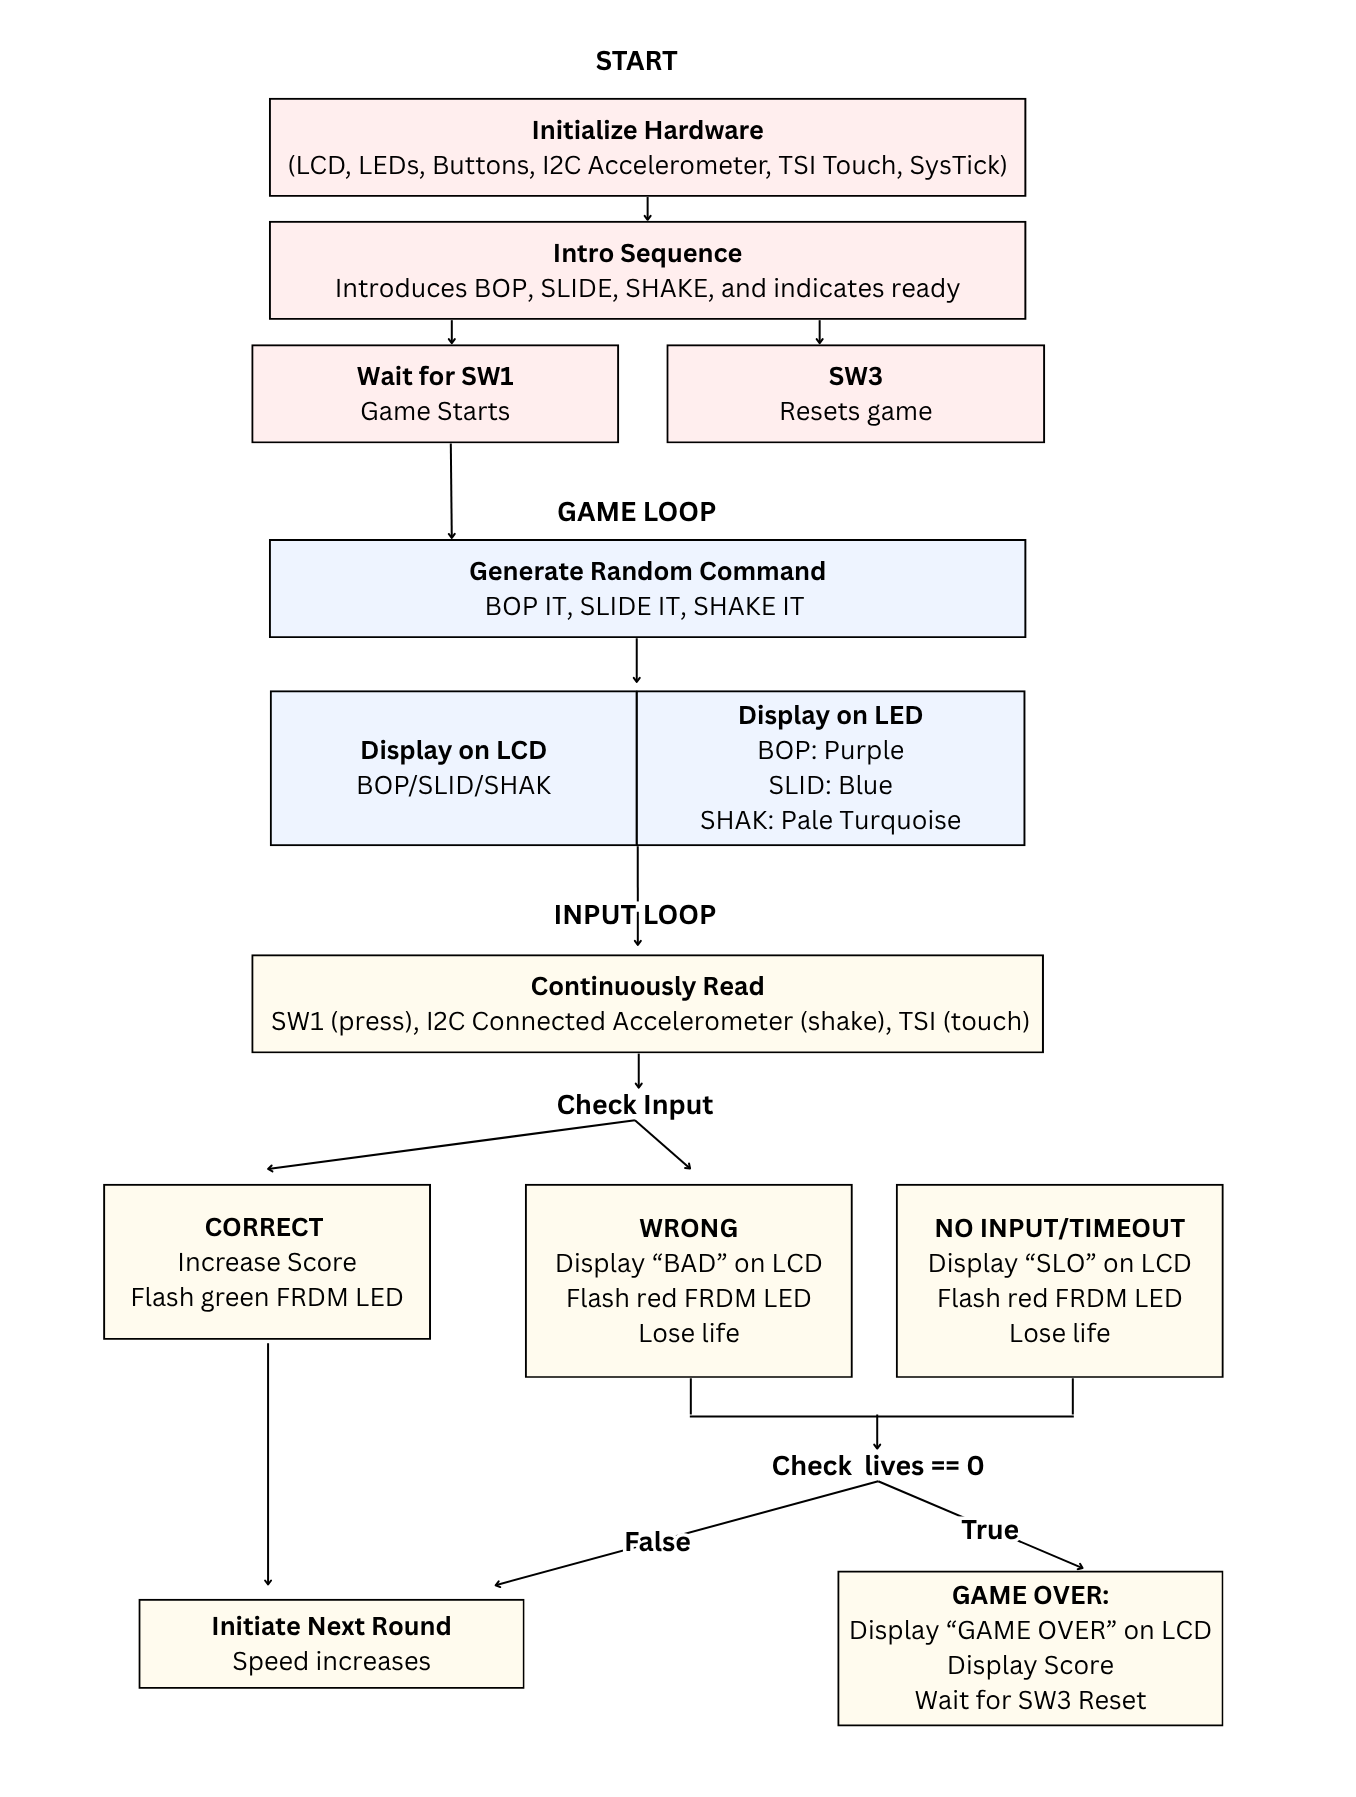 START
Initialize Hardware
(LCD, LEDs, Buttons, I2C Accelerometer, TSI Touch, SysTick)
Intro Sequence
Introduces BOP, SLIDE, SHAKE, and indicates ready
Wait for SW1
Game Starts
SW3
Resets game
GAME LOOP
Generate Random Command
BOP IT, SLIDE IT, SHAKE IT
Display on LCD
BOP/SLID/SHAK
Display on LED
BOP: Purple
SLID: Blue
SHAK: Pale Turquoise
INPUT LOOP
Continuously Read
SW1 (press), I2C Connected Accelerometer (shake), TSI (touch)
Check Input
CORRECT
Increase Score
Flash green FRDM LED
WRONG
Display “BAD” on LCD
Flash red FRDM LED
Lose life
NO INPUT/TIMEOUT
Display “SLO” on LCD
Flash red FRDM LED
Lose life
Check lives == 0
False
True
Initiate Next Round
Speed increases
GAME OVER:
Display “GAME OVER” on LCD
Display Score
Wait for SW3 Reset